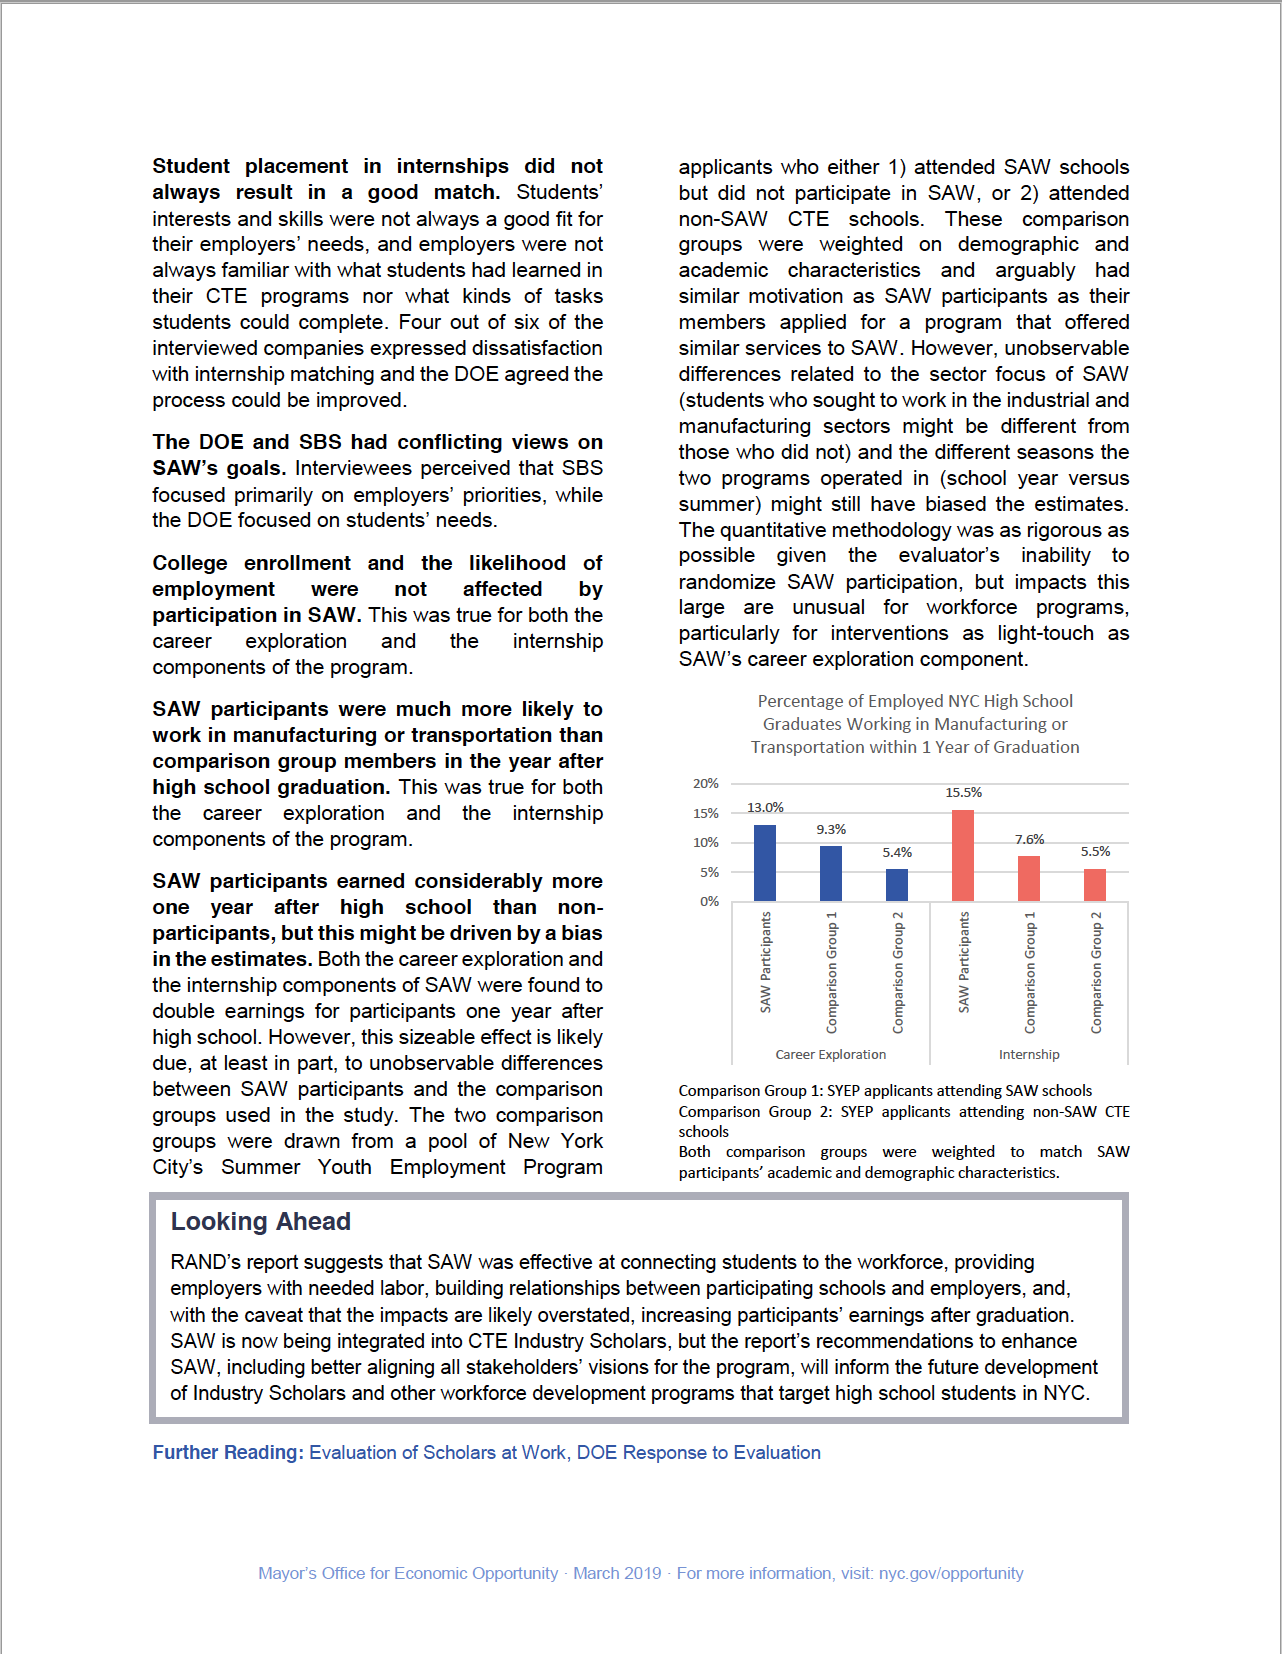 Student placement in internships did not
always result in a good match. Students’
interests and skills were not always a good fit for
their employers’ needs, and employers were not
always familiar with what students had learned in
their CTE programs nor what kinds of tasks
students could complete. Four out of six of the
interviewed companies expressed dissatisfaction
with internship matching and the DOE agreed the
process could be improved.
The DOE and SBS had conflicting views on
SAW’s goals. Interviewees perceived that SBS
focused primarily on employers’ priorities, while
the DOE focused on students’ needs.
College enrollment and the likelihood of
employment were not affected by
participation in SAW. This was true for both the
career exploration and the internship
components of the program.
SAW participants were much more likely to
work in manufacturing or transportation than
comparison group members in the year after
high school graduation. This was true for both
the career exploration and the internship
components of the program.
SAW participants earned considerably more
one year after high school than non-
participants, but this might be driven by a bias
in the estimates. Both the career exploration and
the internship components of SAW were found to
double earnings for participants one year after
high school. However, this sizeable effect is likely
due, at least in part, to unobservable differences
between SAW participants and the comparison
groups used in the study. The two comparison
groups were drawn from a pool of New York
City’s Summer Youth Employment Program
applicants who either 1) attended SAW schools
but did not participate in SAW, or 2) attended
non-SAW CTE schools. These comparison
groups were weighted on demographic and
academic characteristics and arguably had
similar motivation as SAW participants as their
members applied for a program that offered
similar services to SAW. However, unobservable
differences related to the sector focus of SAW
(students who sought to work in the industrial and
manufacturing sectors might be different from
those who did not) and the different seasons the
two programs operated in (school year versus
summer) might still have biased the estimates.
The quantitative methodology was as rigorous as
possible given the evaluator’s inability to
randomize SAW participation, but impacts this
large are unusual for workforce programs,
particularly for interventions as light-touch as
SAW’s career exploration component.
Percentage of Employed NYC High School
Graduates Working in Manufacturing or
Transportation within 1 Year of Graduation
20%
15%
10%
5%
0%
13.0%
9.3%
5.4%
15.5%
7.6%
5.5%
SAW Participants
Comparison Group 1
Comparison Group 2
SAW Participants
Comparison Group 1
Comparison Group 2
Career Exploration
Internship
Comparison Group 1: SYEP applicants attending SAW schools
Comparison Group 2: SYEP applicants attending non-SAW CTE
schools
Both comparison groups were weighted to match SAW
participants’ academic and demographic characteristics.
Looking Ahead
RAND’s report suggests that SAW was effective at connecting students to the workforce, providing
employers with needed labor, building relationships between participating schools and employers, and,
with the caveat that the impacts are likely overstated, increasing participants’ earnings after graduation.
SAW is now being integrated into CTE Industry Scholars, but the report’s recommendations to enhance
SAW, including better aligning all stakeholders’ visions for the program, will inform the future development
of Industry Scholars and other workforce development programs that target high school students in NYC.
Further Reading: Evaluation of Scholars at Work, DOE Response to Evaluation
Mayor’s Office for Economic Opportunity · March 2019 · For more information, visit: nyc.gov/opportunity